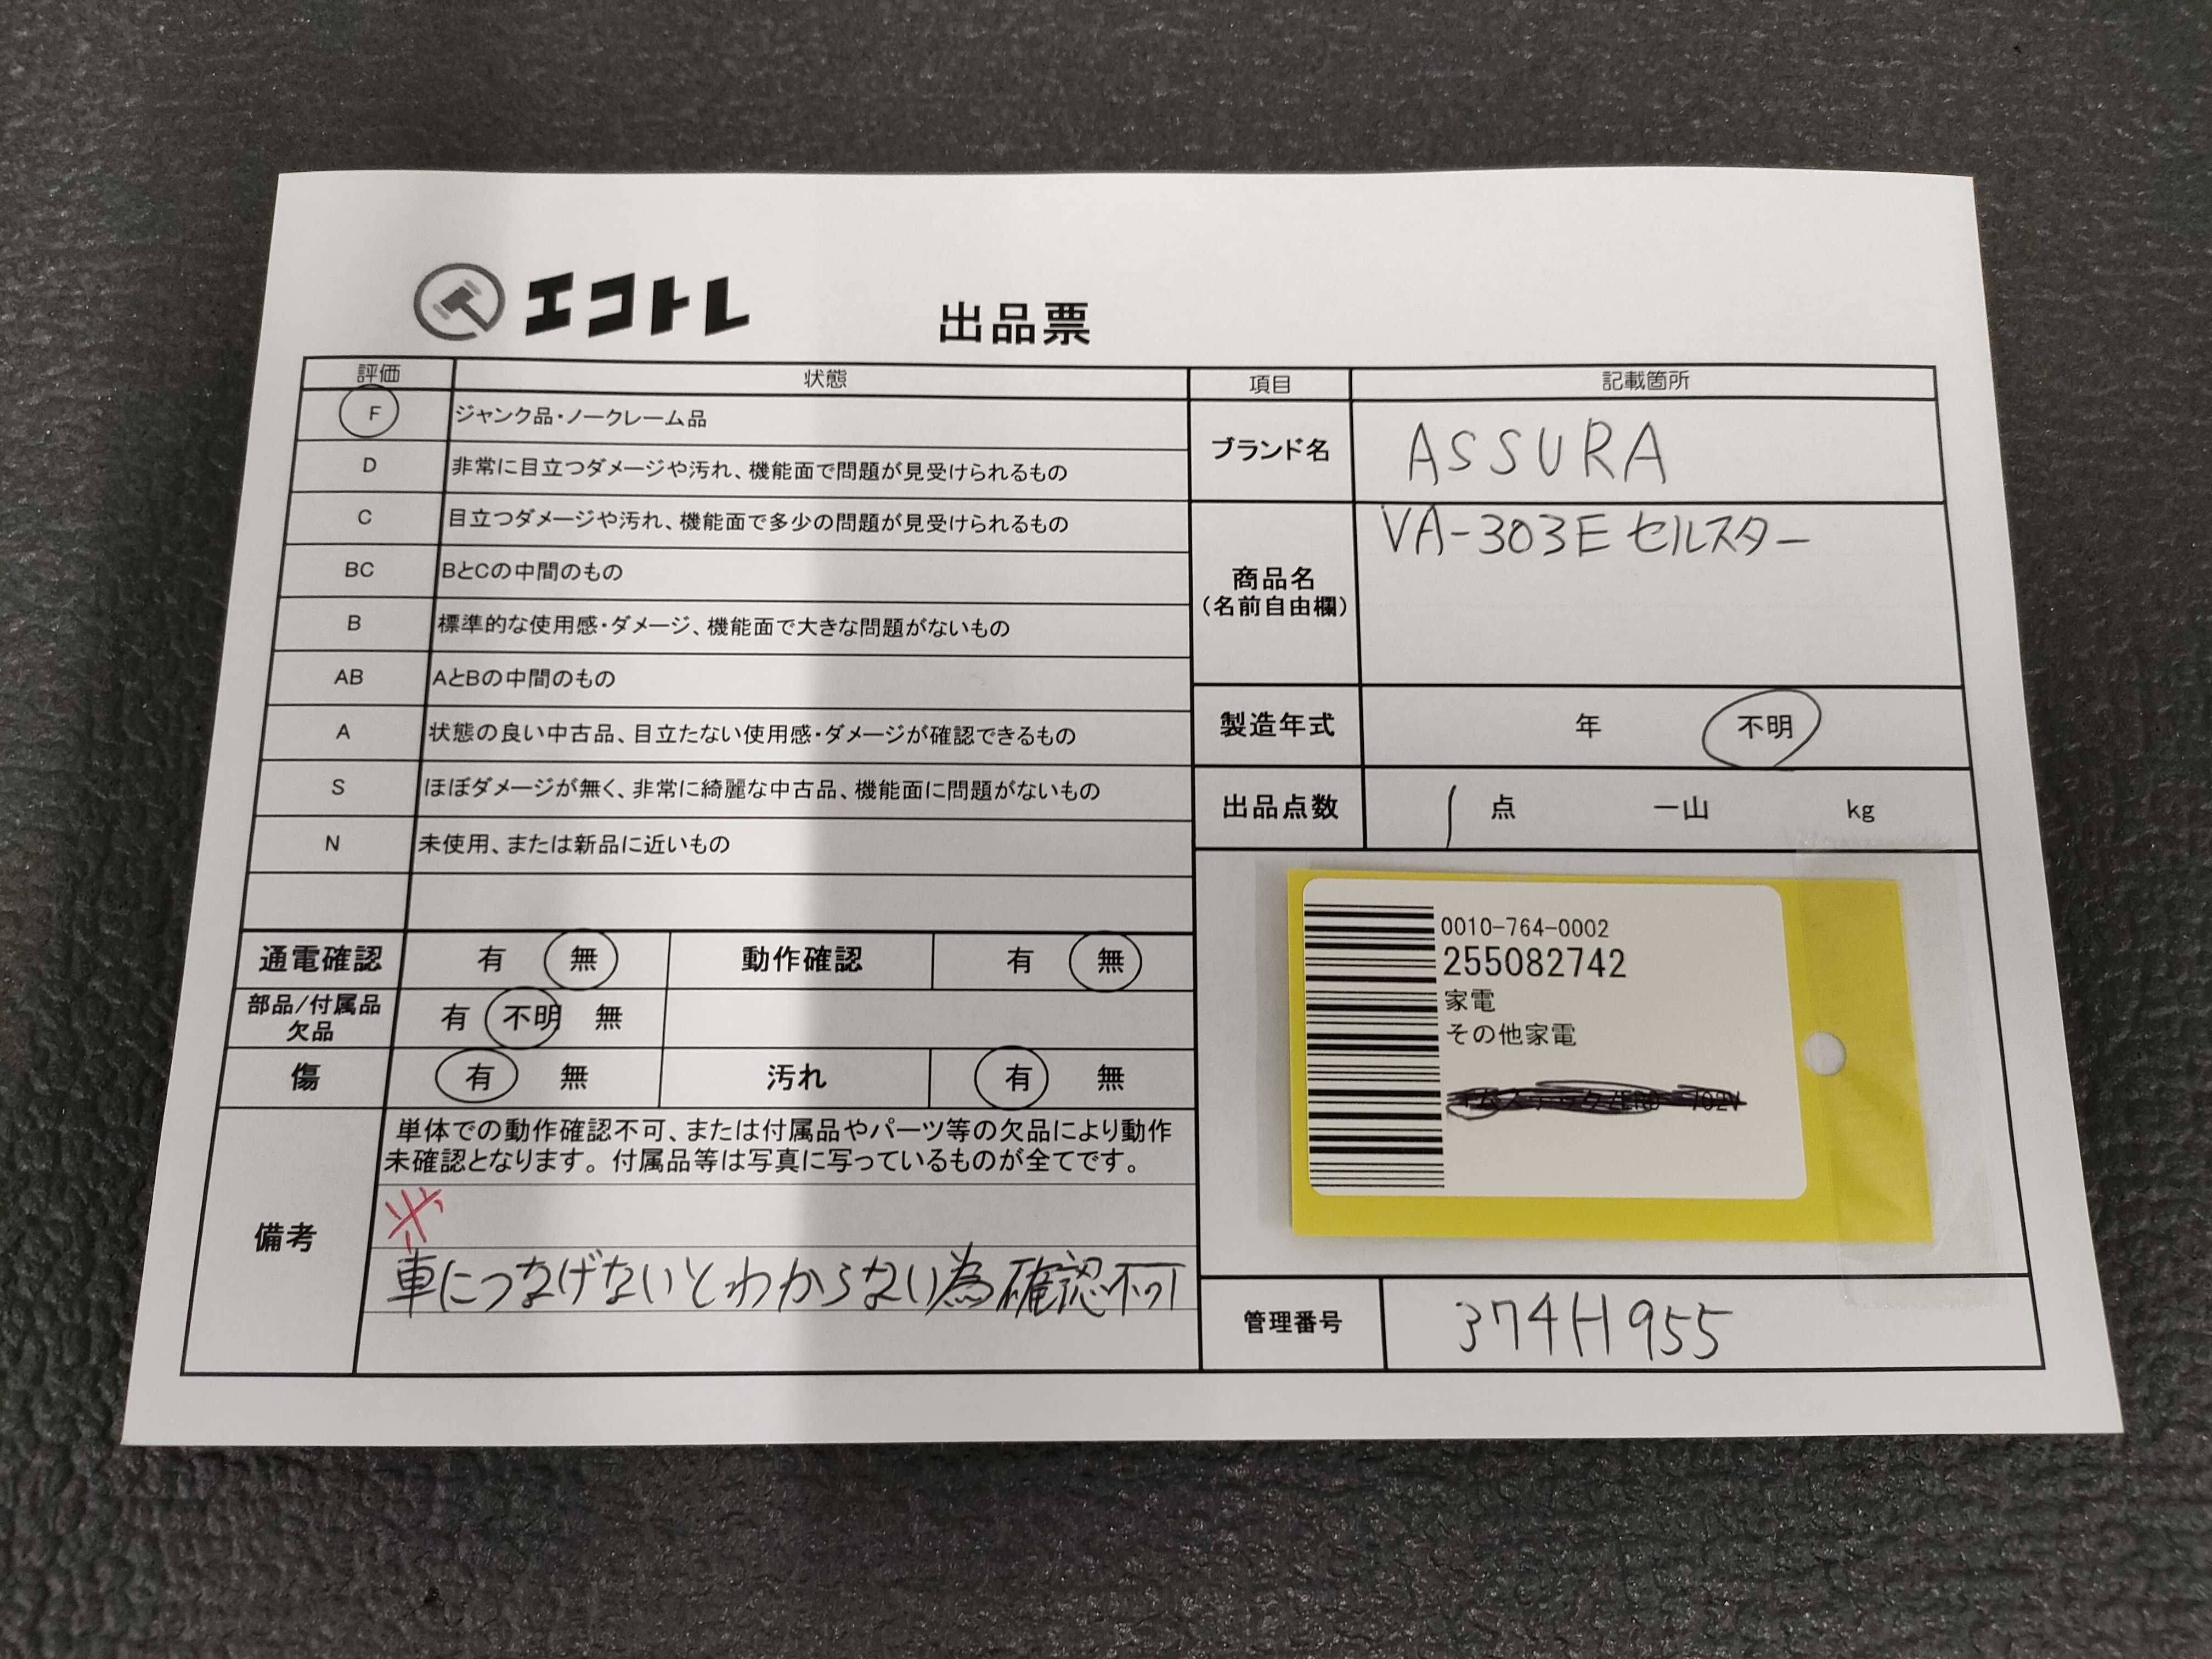 エコトレ
出品票
評価 状態
F ジャンク品・ノークレーム品
D 非常に目立つダメージや汚れ、機能面で問題が見受けられるもの
C 目立つダメージや汚れ、機能面で多少の問題が見受けられるもの
BC BとCの中間のもの
B 標準的な使用感・ダメージ、機能面で大きな問題がないもの
AB AとBの中間のもの
A 状態の良い中古品、目立たない使用感・ダメージが確認できるもの
S ほぼダメージが無く、非常に綺麗な中古品、機能面に問題がないもの
N 未使用、または新品に近いもの
通電確認 有 無 動作確認 有 無
部品/付属品
欠品 有 不明 無
傷 有 無 汚れ 有 無
備考
単体での動作確認不可、または付属品やパーツ等の欠品により動作
未確認となります。付属品等は写真に写っているものが全てです。
※
車につなげないとわからない為確認不可
項目 記載箇所
ブランド名 ASSURA
商品名
(名前自由欄)
VA-303E セルスター
製造年式 年 不明
出品点数 1 点 一山 kg
0010-764-0002
255082742
家電
その他家電
管理番号 374H955